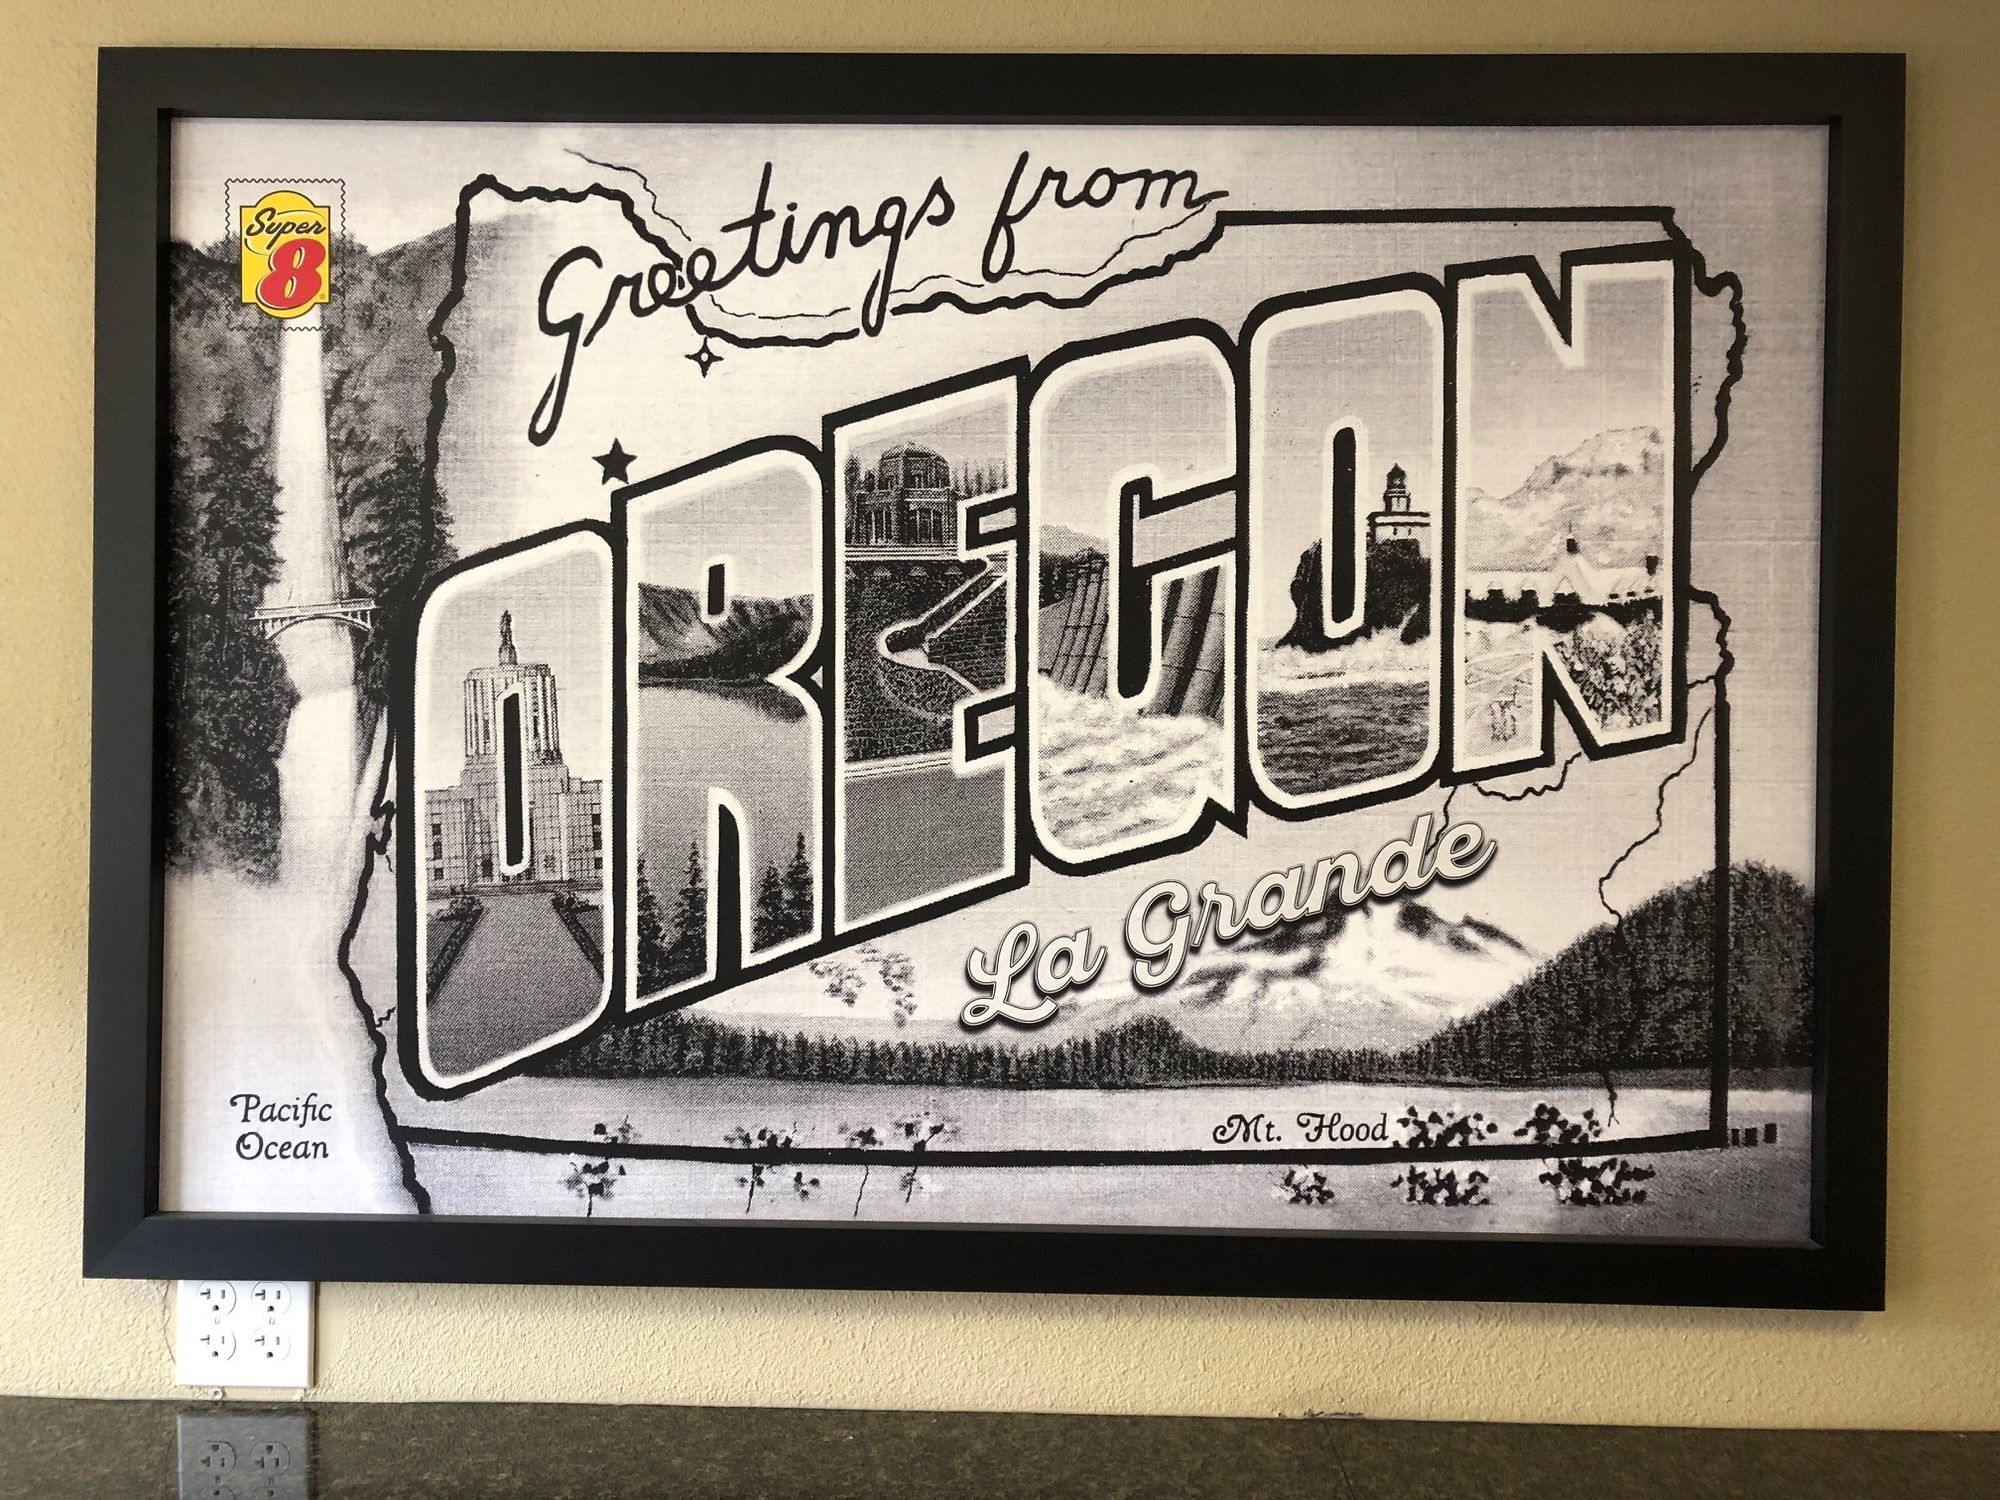 Super
8
Greetings from
OREGON
La Grande
Pacific
Ocean
Mt. Hood